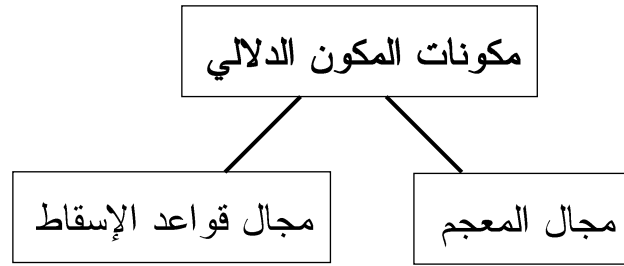 مكونات المكون الدلالي
مجال المعجم
مجال قواعد الإسقاط